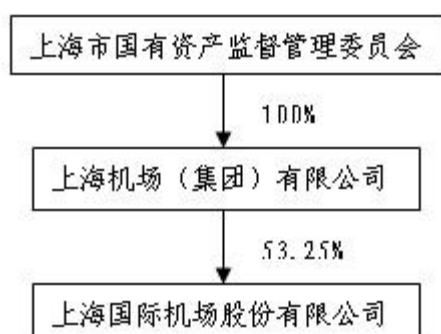 上海市国有资产监督管理委员会
100%
上海机场（集团）有限公司
53.25%
上海国际机场股份有限公司